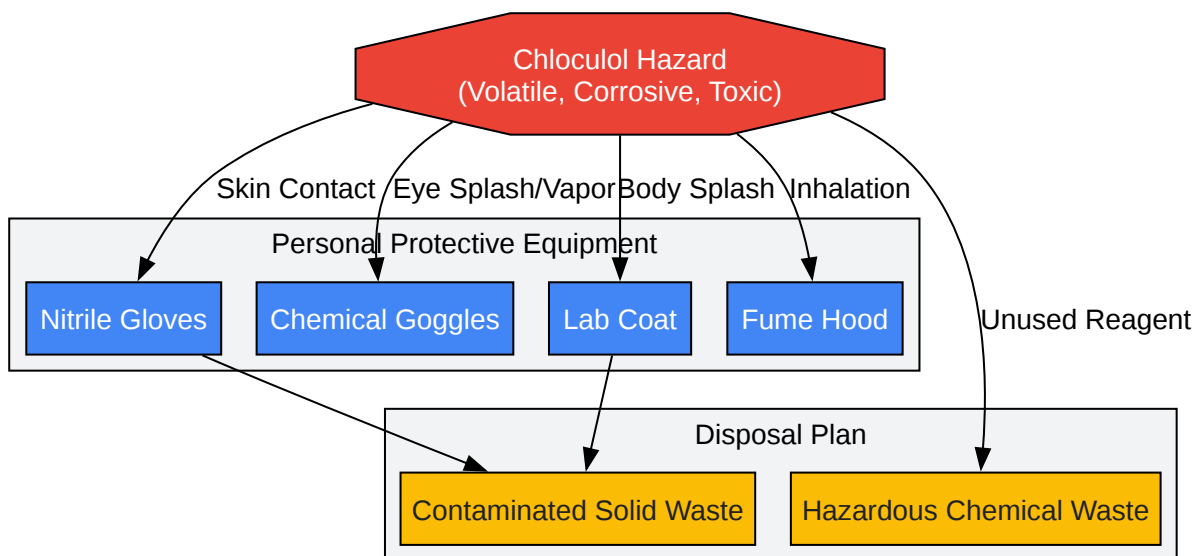 Chloculol Hazard
(Volatile, Corrosive, Toxic)
Skin Contact
Eye Splash/Vapor
Body Splash
Inhalation
Personal Protective Equipment
Nitrile Gloves
Chemical Goggles
Lab Coat
Fume Hood
Unused Reagent
Disposal Plan
Contaminated Solid Waste
Hazardous Chemical Waste